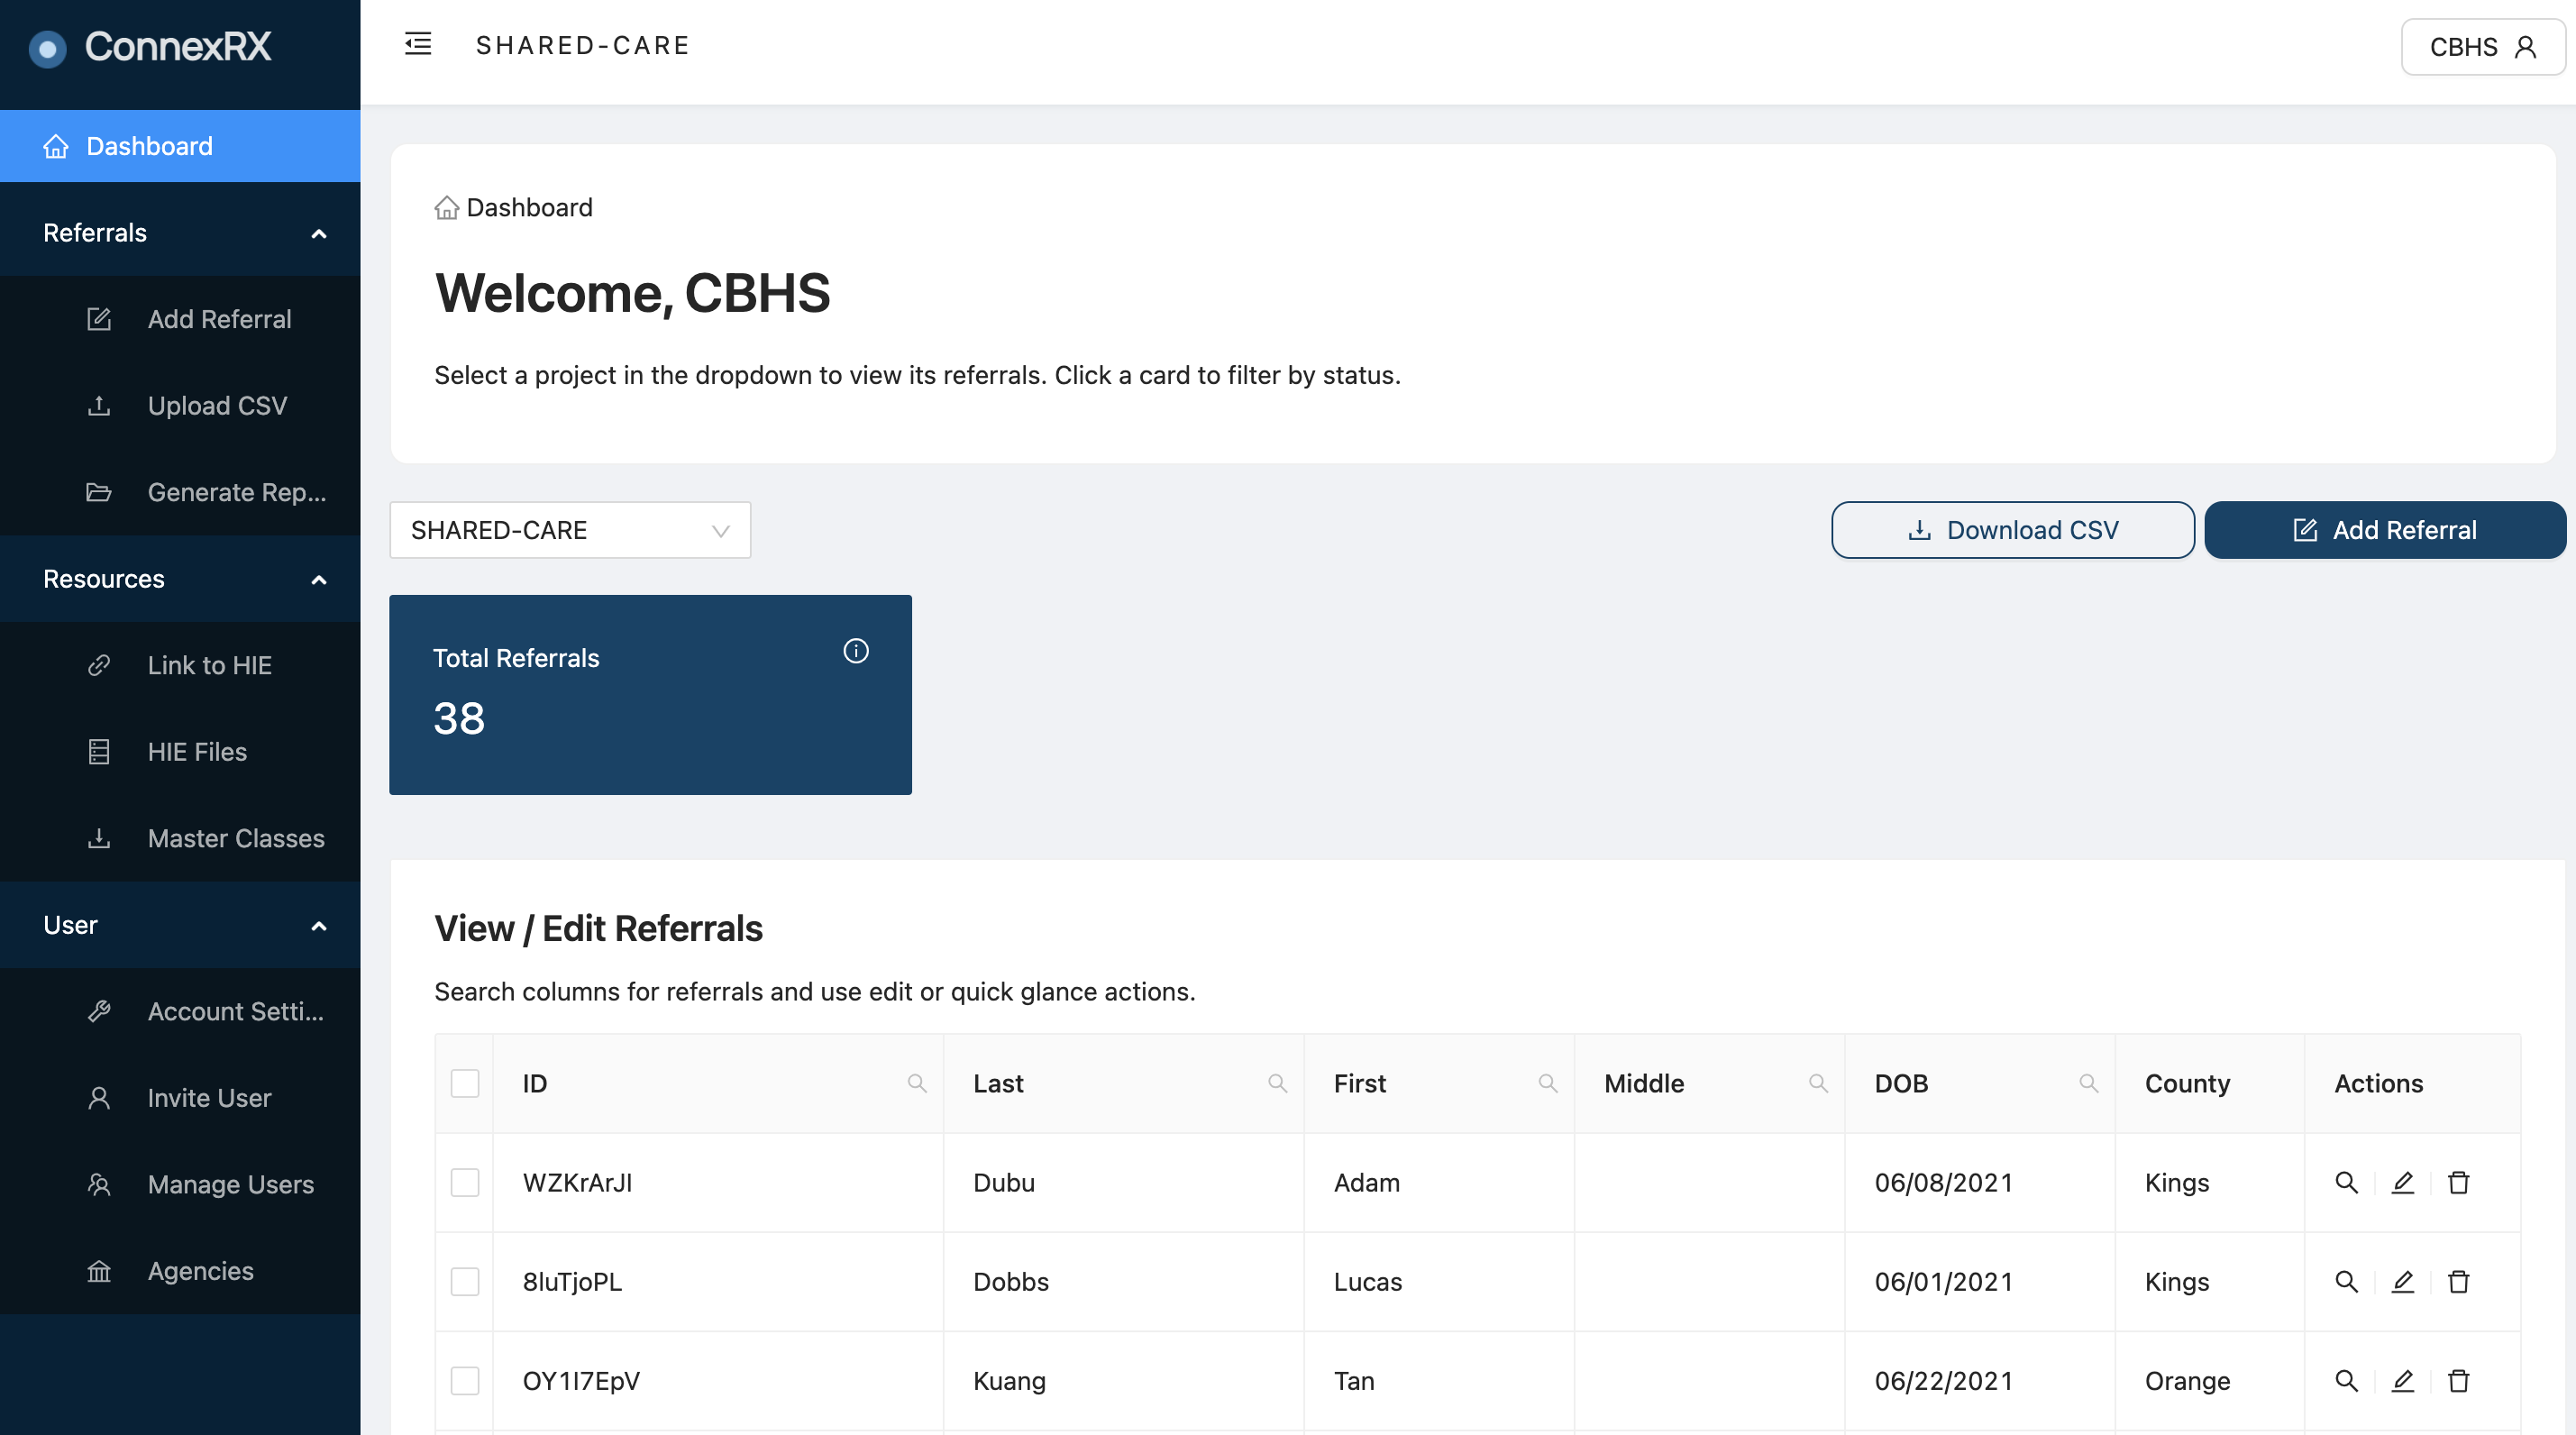 ConnexRX
SHARED-CARE
CBHS
Dashboard
Referrals
Add Referral
Upload CSV
Generate Rep...
Resources
Link to HIE
HIE Files
Master Classes
User
Account Setti...
Invite User
Manage Users
Agencies
Dashboard
Welcome, CBHS
Select a project in the dropdown to view its referrals. Click a card to filter by status.
SHARED-CARE
Download CSV
Add Referral
Total Referrals
38
View / Edit Referrals
Search columns for referrals and use edit or quick glance actions.
ID Last First Middle DOB County Actions
WZKrArJI Dubu Adam 06/08/2021 Kings
8luTjoPL Dobbs Lucas 06/01/2021 Kings
OY1I7EpV Kuang Tan 06/22/2021 Orange